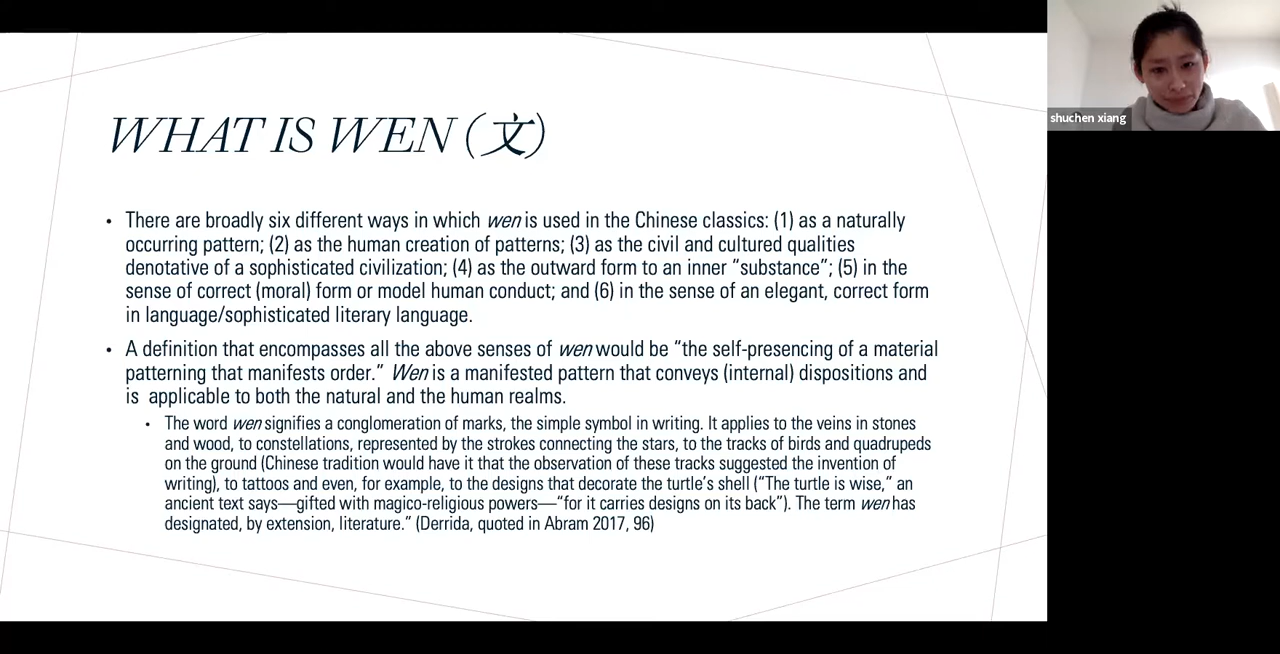 WHAT IS WEN (文)
• There are broadly six different ways in which wen is used in the Chinese classics: (1) as a naturally
occurring pattern; (2) as the human creation of patterns; (3) as the civil and cultured qualities
denotative of a sophisticated civilization; (4) as the outward form to an inner “substance”; (5) in the
sense of correct (moral) form or model human conduct; and (6) in the sense of an elegant, correct form
in language/sophisticated literary language.
• A definition that encompasses all the above senses of wen would be “the self-presencing of a material
patterning that manifests order.” Wen is a manifested pattern that conveys (internal) dispositions and
is applicable to both the natural and the human realms.
• The word wen signifies a conglomeration of marks, the simple symbol in writing. It applies to the veins in stones
and wood, to constellations, represented by the strokes connecting the stars, to the tracks of birds and quadrupeds
on the ground (Chinese tradition would have it that the observation of these tracks suggested the invention of
writing), to tattoos and even, for example, to the designs that decorate the turtle’s shell (“The turtle is wise,” an
ancient text says—gifted with magico-religious powers—“for it carries designs on its back”). The term wen has
designated, by extension, literature.” (Derrida, quoted in Abram 2017, 96)
shuchen xiang